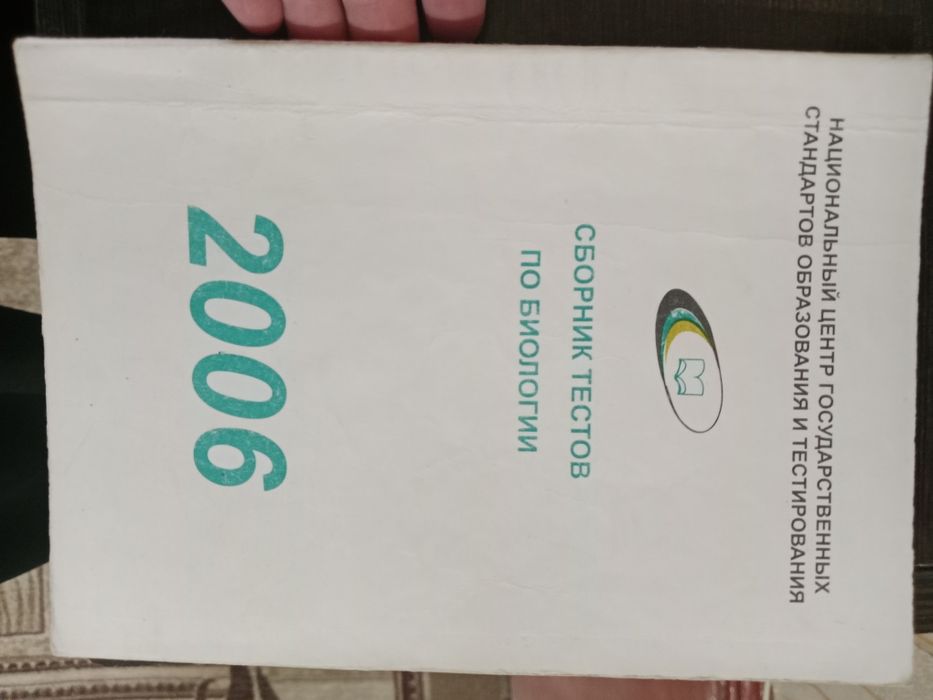 НАЦИОНАЛЬНЫЙ ЦЕНТР ГОСУДАРСТВЕННЫХ
СТАНДАРТОВ ОБРАЗОВАНИЯ И ТЕСТИРОВАНИЯ
СБОРНИК ТЕСТОВ
ПО БИОЛОГИИ
2006